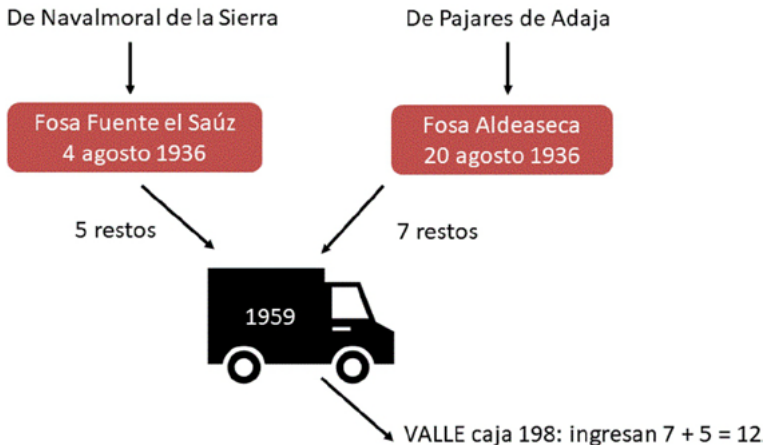 De Navalmoral de la Sierra
De Pajares de Adaja
Fosa Fuente el Saúz
4 agosto 1936
Fosa Aldeaseca
20 agosto 1936
5 restos
7 restos
1959
VALLE caja 198: ingresan 7 + 5 = 12